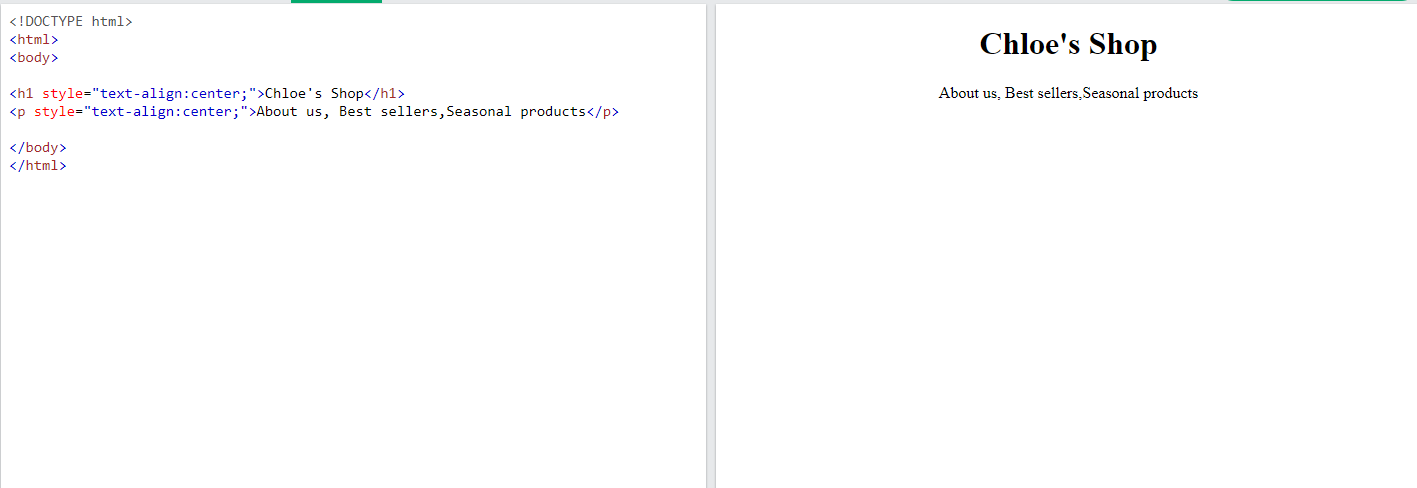 <!DOCTYPE html>
<html>
<body>
<h1 style="text-align:center;">Chloe's Shop</h1>
<p style="text-align:center;">About us, Best sellers,Seasonal products</p>
</body>
</html>
Chloe's Shop
About us, Best sellers,Seasonal products